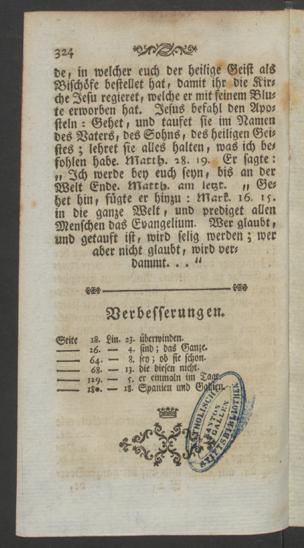 324
de, in welcher euch der heilige Geist als
Bischöfe bestellet hat, damit ihr die Kir-
che Jesu regieret, welche er mit seinem Blu-
te erworben hat. Jesus befahl den Apo-
steln: Gehet, und taufet sie im Namen
des Vaters, des Sohns, des heiligen Gei-
stes; lehret sie alles halten, was ich be-
fohlen habe. Matth. 28. 19. Er sagte:
„ Ich werde bey euch seyn, bis an der
Welt Ende. Matth. am letzt. „ Ge-
het hin, fügte er hinzu: Mark. 16. 15.
in die ganze Welt, und prediget allen
Menschen das Evangelium. Wer glaubt,
und getauft ist, wird selig werden; wer
aber nicht glaubt, wird ver-
dammt. . . “
Verbesserungen.
Seite 18. Lin. 23. überwinden.
— 26. — 4. sind; das Ganze.
— 64. — 8. sey; ob sie schon.
— 68. — 13. die diesen nicht.
— 129. — 5. er einmaln im Tage.
— 180. — 18. Spanien und Gallien.
KATHOLISCHE
KANTON
ST. GALLEN
STIFTSBIBLIOTHEK